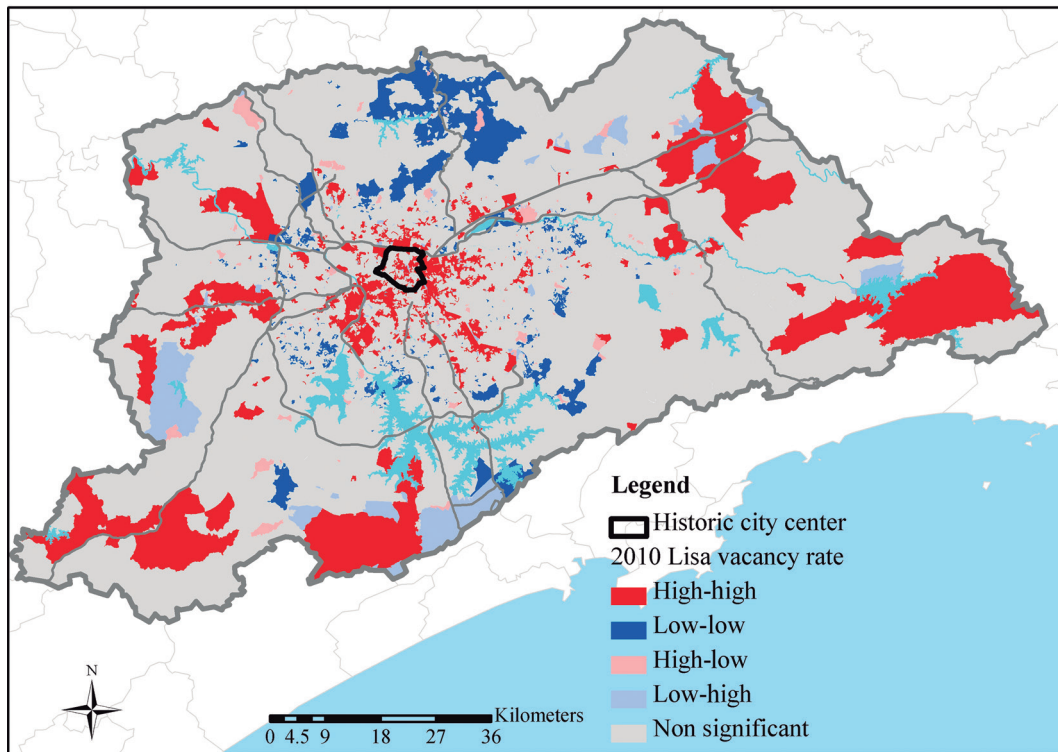 Legend
Historic city center
2010 Lisa vacancy rate
High-high
Low-low
High-low
Low-high
Non significant
N
Kilometers
0 4.5 9 18 27 36